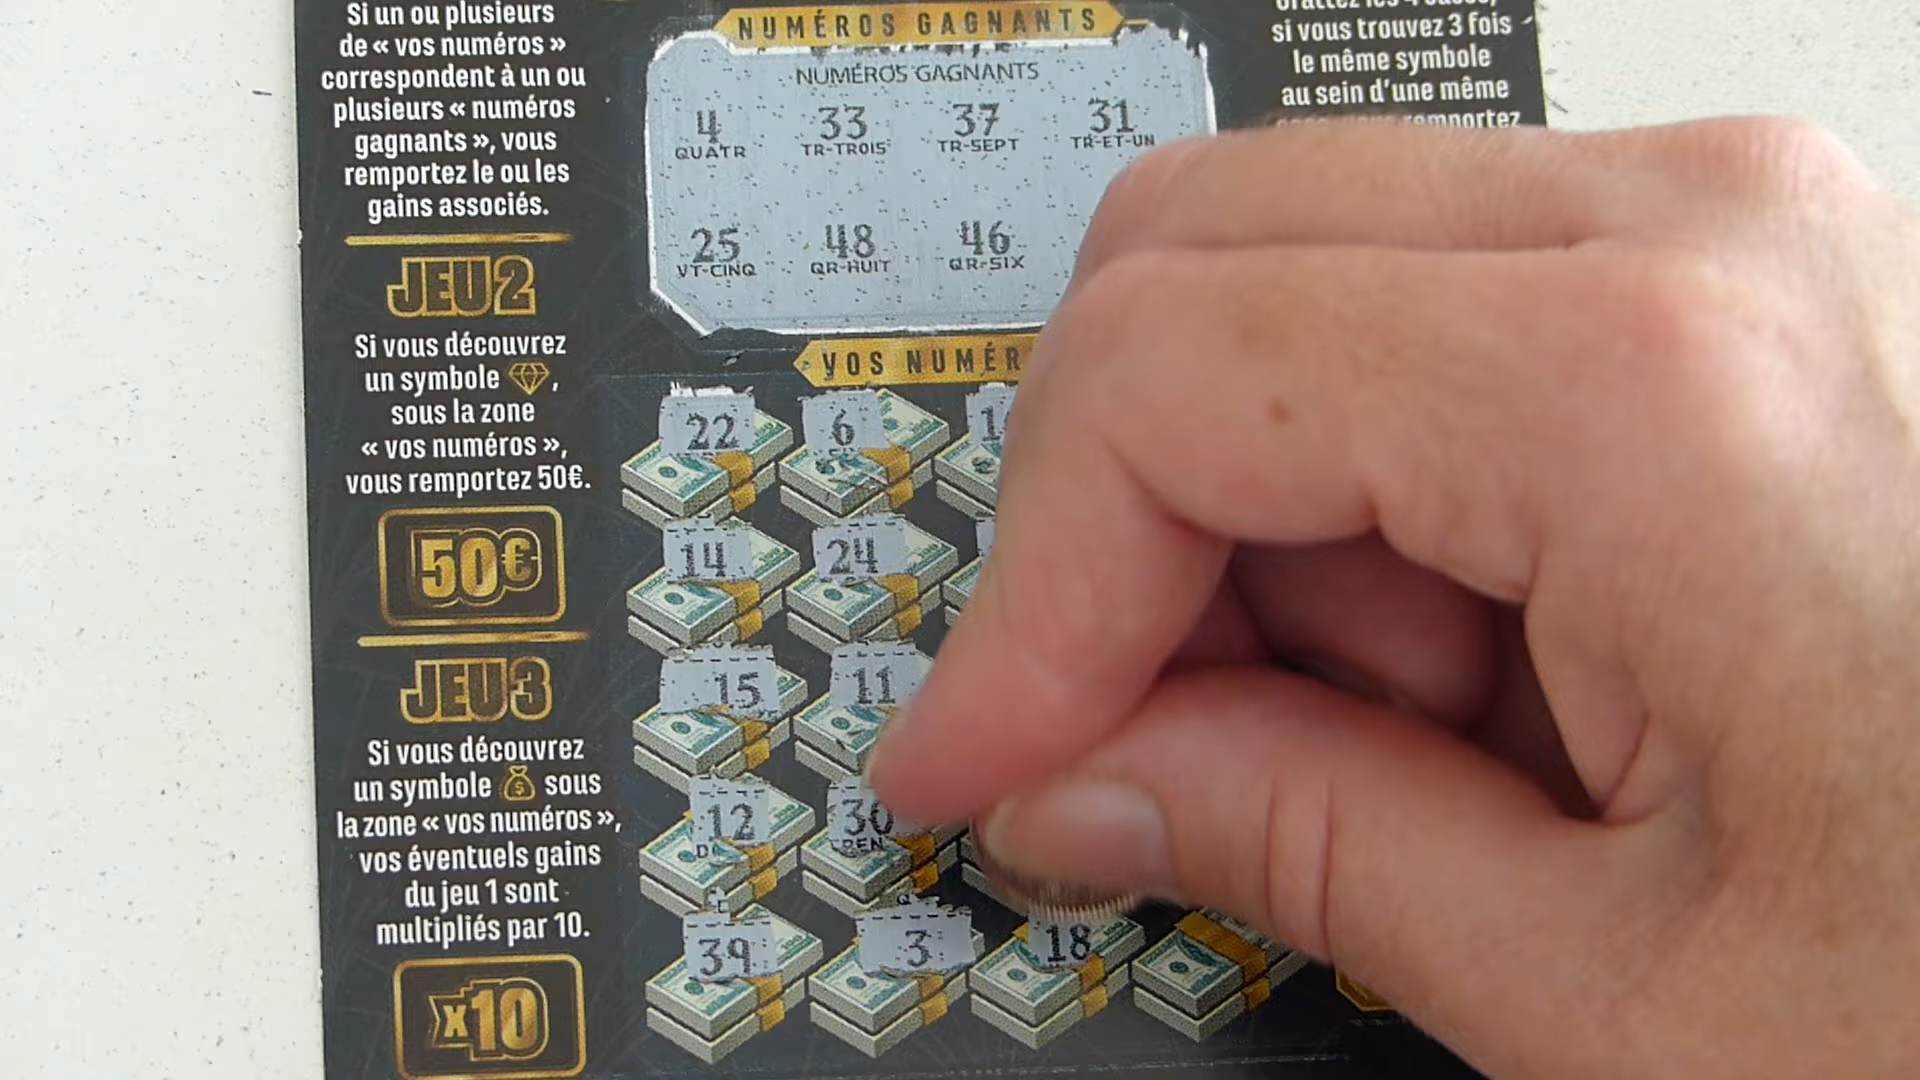 Si un ou plusieurs
de « vos numéros »
correspondent à un ou
plusieurs « numéros
gagnants », vous
remportez le ou les
gains associés.
JEU 2
Si vous découvrez
un symbole ,
sous la zone
« vos numéros »,
vous remportez 50€.
50€
JEU 3
Si vous découvrez
un symbole $ sous
la zone « vos numéros »,
vos éventuels gains
du jeu 1 sont
multipliés par 10.
x10
NUMÉROS GAGNANTS
NUMÉROS GAGNANTS
4 33 37 31
QUATR TR-TROIS TR-SEPT TR-ET-UN
25 48 46
VT-CINQ QR-HUIT QR-SIX
VOS NUMÉR
22 6
14 24
15 11
12 30
39 3 18
si vous trouvez 3 fois
le même symbole
au sein d'une même